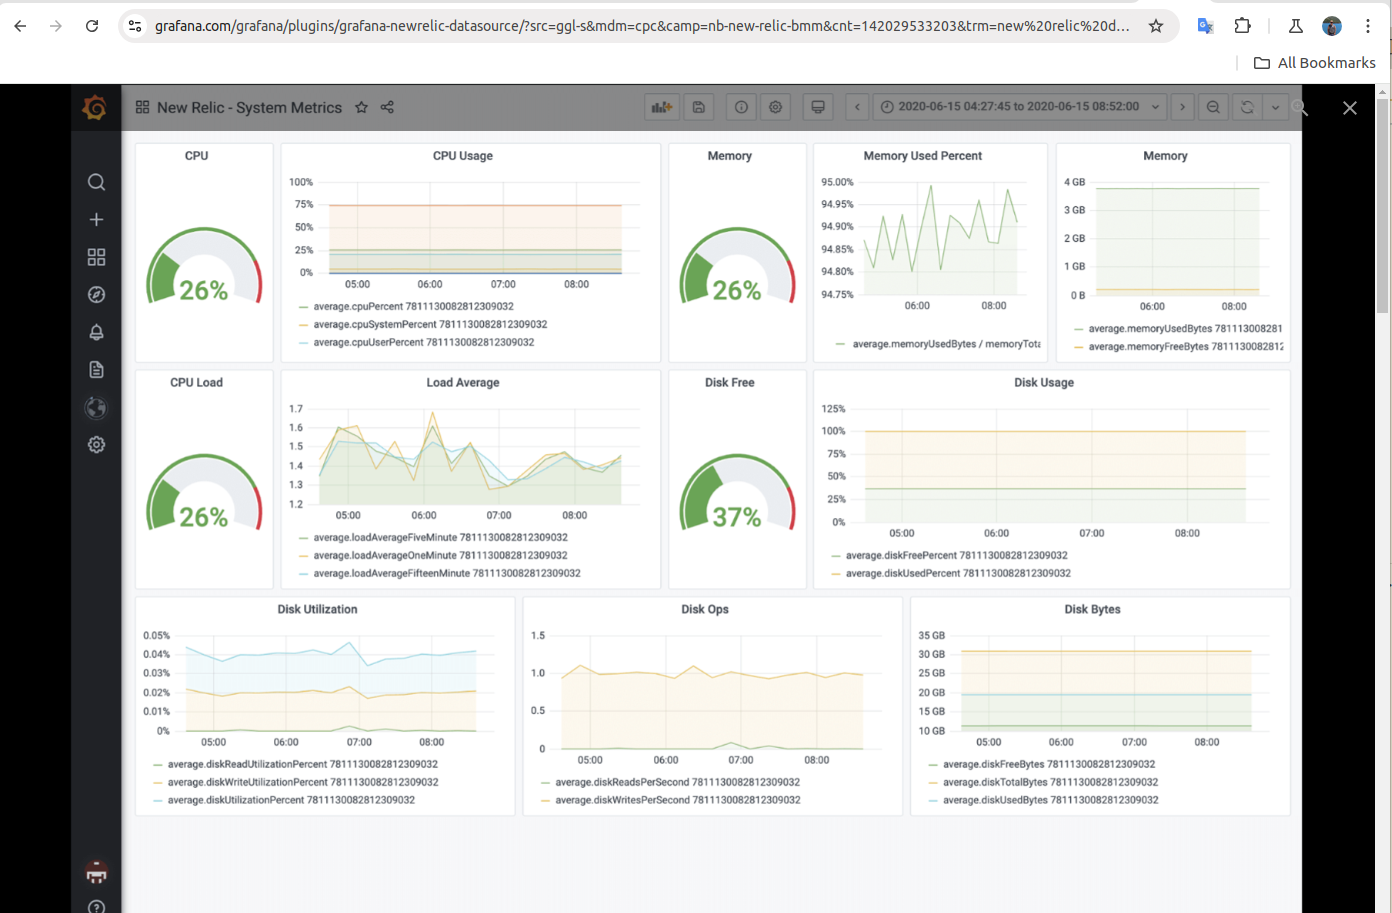 grafana.com/grafana/plugins/grafana-newrelic-datasource/?src=ggl-s&mdm=cpc&camp=nb-new-relic-bmm&cnt=142029533203&trm=new%20relic%20d...
All Bookmarks
New Relic - System Metrics
2020-06-15 04:27:45 to 2020-06-15 08:52:00
CPU
26%
CPU Usage
100%
75%
50%
25%
0%
05:00 06:00 07:00 08:00
average.cpuPercent 7811130082812309032
average.cpuSystemPercent 7811130082812309032
average.cpuUserPercent 7811130082812309032
Memory
26%
Memory Used Percent
95.00%
94.95%
94.90%
94.85%
94.80%
94.75%
06:00 08:00
average.memoryUsedBytes / memoryTota
Memory
4 GB
3 GB
2 GB
1 GB
0 B
06:00 08:00
average.memoryUsedBytes 781113008281
average.memoryFreeBytes 7811130082812
CPU Load
26%
Load Average
1.7
1.6
1.5
1.4
1.3
1.2
05:00 06:00 07:00 08:00
average.loadAverageFiveMinute 7811130082812309032
average.loadAverageOneMinute 7811130082812309032
average.loadAverageFifteenMinute 7811130082812309032
Disk Free
37%
Disk Usage
125%
100%
75%
50%
25%
0%
05:00 06:00 07:00 08:00
average.diskFreePercent 7811130082812309032
average.diskUsedPercent 7811130082812309032
Disk Utilization
0.05%
0.04%
0.03%
0.02%
0.01%
0%
05:00 06:00 07:00 08:00
average.diskReadUtilizationPercent 7811130082812309032
average.diskWriteUtilizationPercent 7811130082812309032
average.diskUtilizationPercent 7811130082812309032
Disk Ops
1.5
1.0
0.5
0
05:00 06:00 07:00 08:00
average.diskReadsPerSecond 7811130082812309032
average.diskWritesPerSecond 7811130082812309032
Disk Bytes
35 GB
30 GB
25 GB
20 GB
15 GB
10 GB
05:00 06:00 07:00 08:00
average.diskFreeBytes 7811130082812309032
average.diskTotalBytes 7811130082812309032
average.diskUsedBytes 7811130082812309032